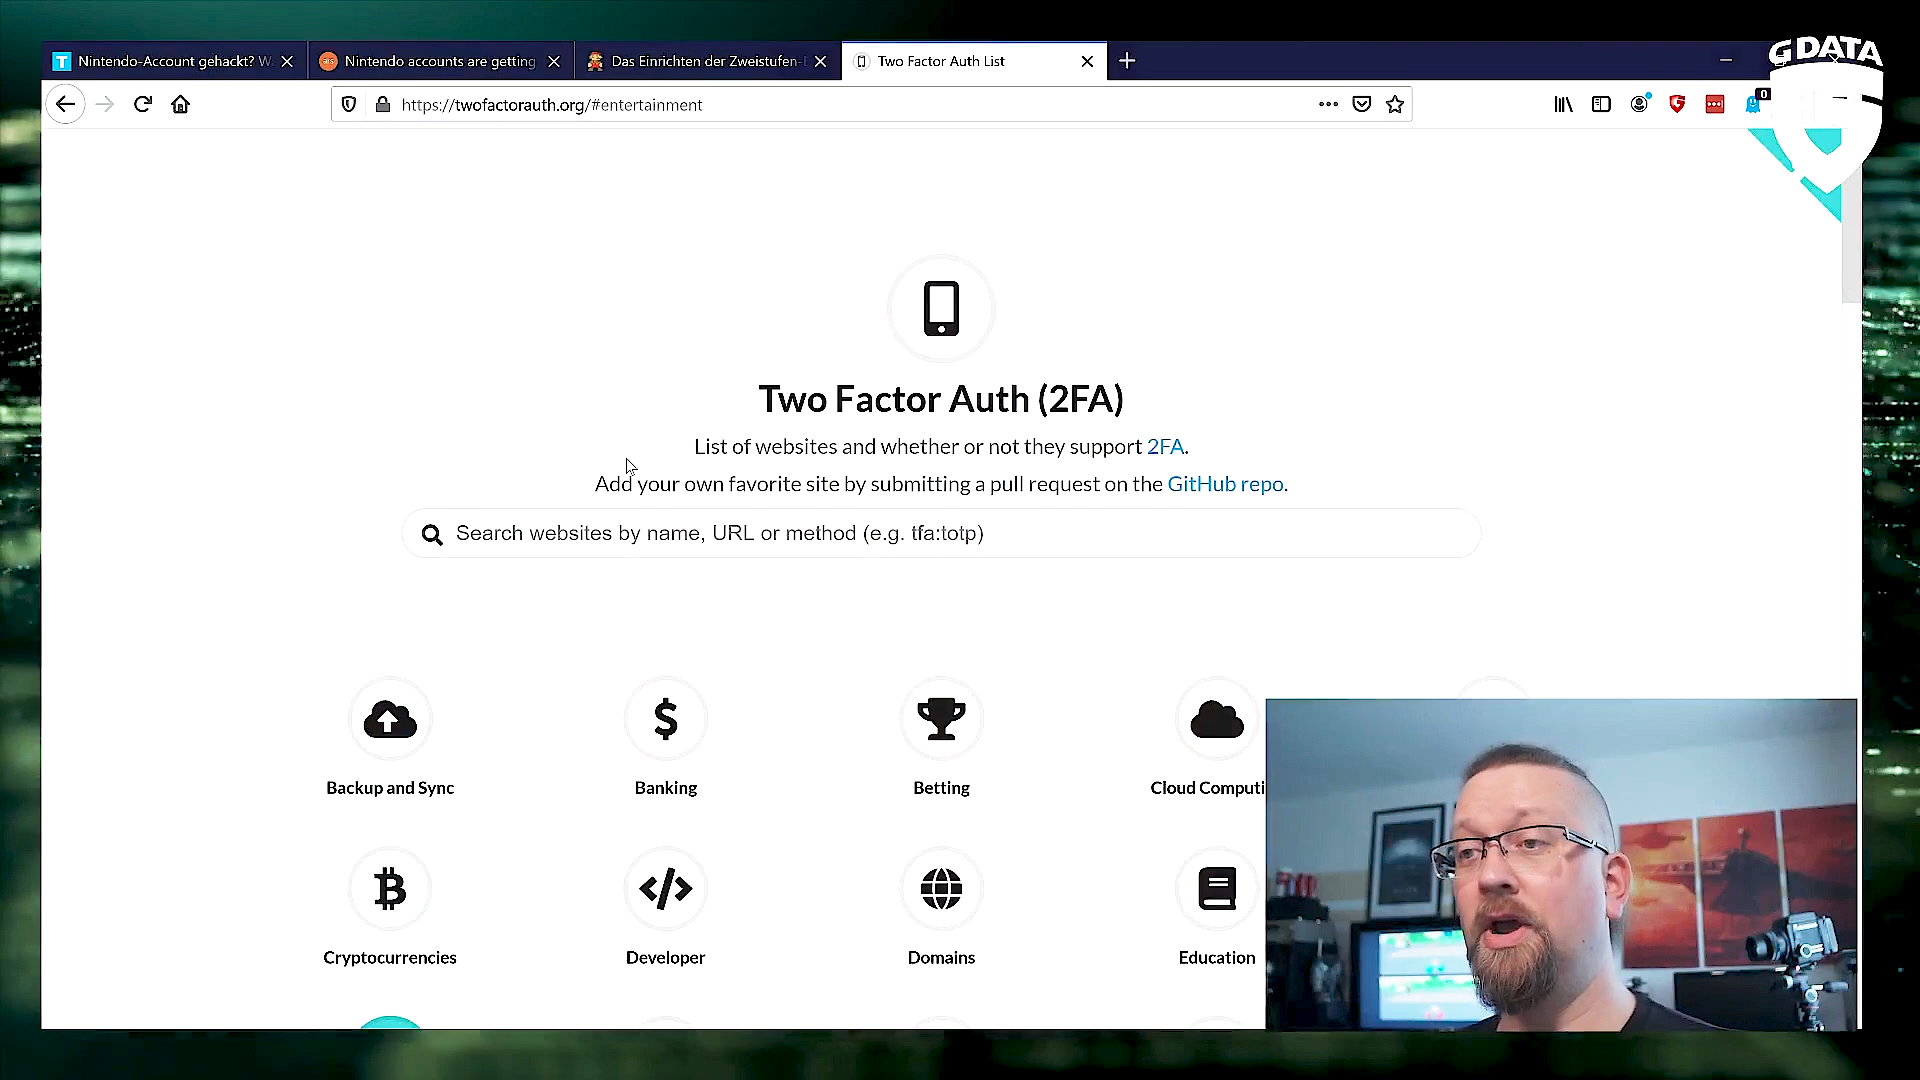 G DATA
Nintendo-Account gehackt? W
Nintendo accounts are getting
Das Einrichten der Zweistufen-
Two Factor Auth List
https://twofactorauth.org/#entertainment
0
Two Factor Auth (2FA)
List of websites and whether or not they support 2FA.
Add your own favorite site by submitting a pull request on the GitHub repo.
Search websites by name, URL or method (e.g. tfa:totp)
Backup and Sync
Banking
Betting
Cloud Computi
Cryptocurrencies
Developer
Domains
Education